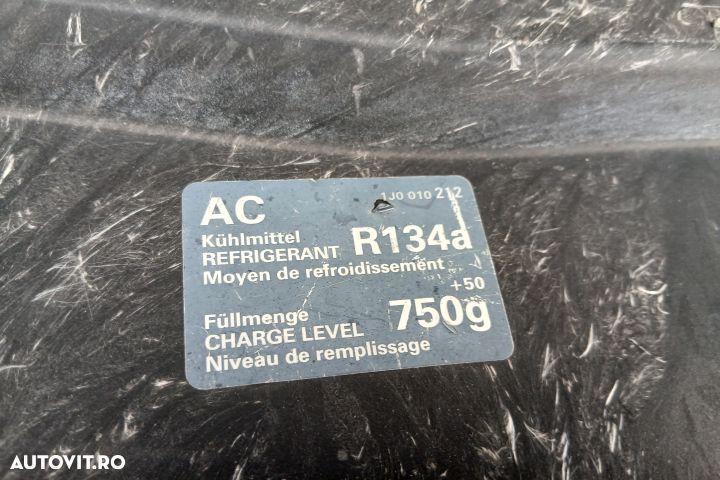 AC 1J0 010 212
Kühlmittel
REFRIGERANT R134a
Moyen de refroidissement
+50
Füllmenge
CHARGE LEVEL 750g
Niveau de remplissage
AUTOVIT.RO